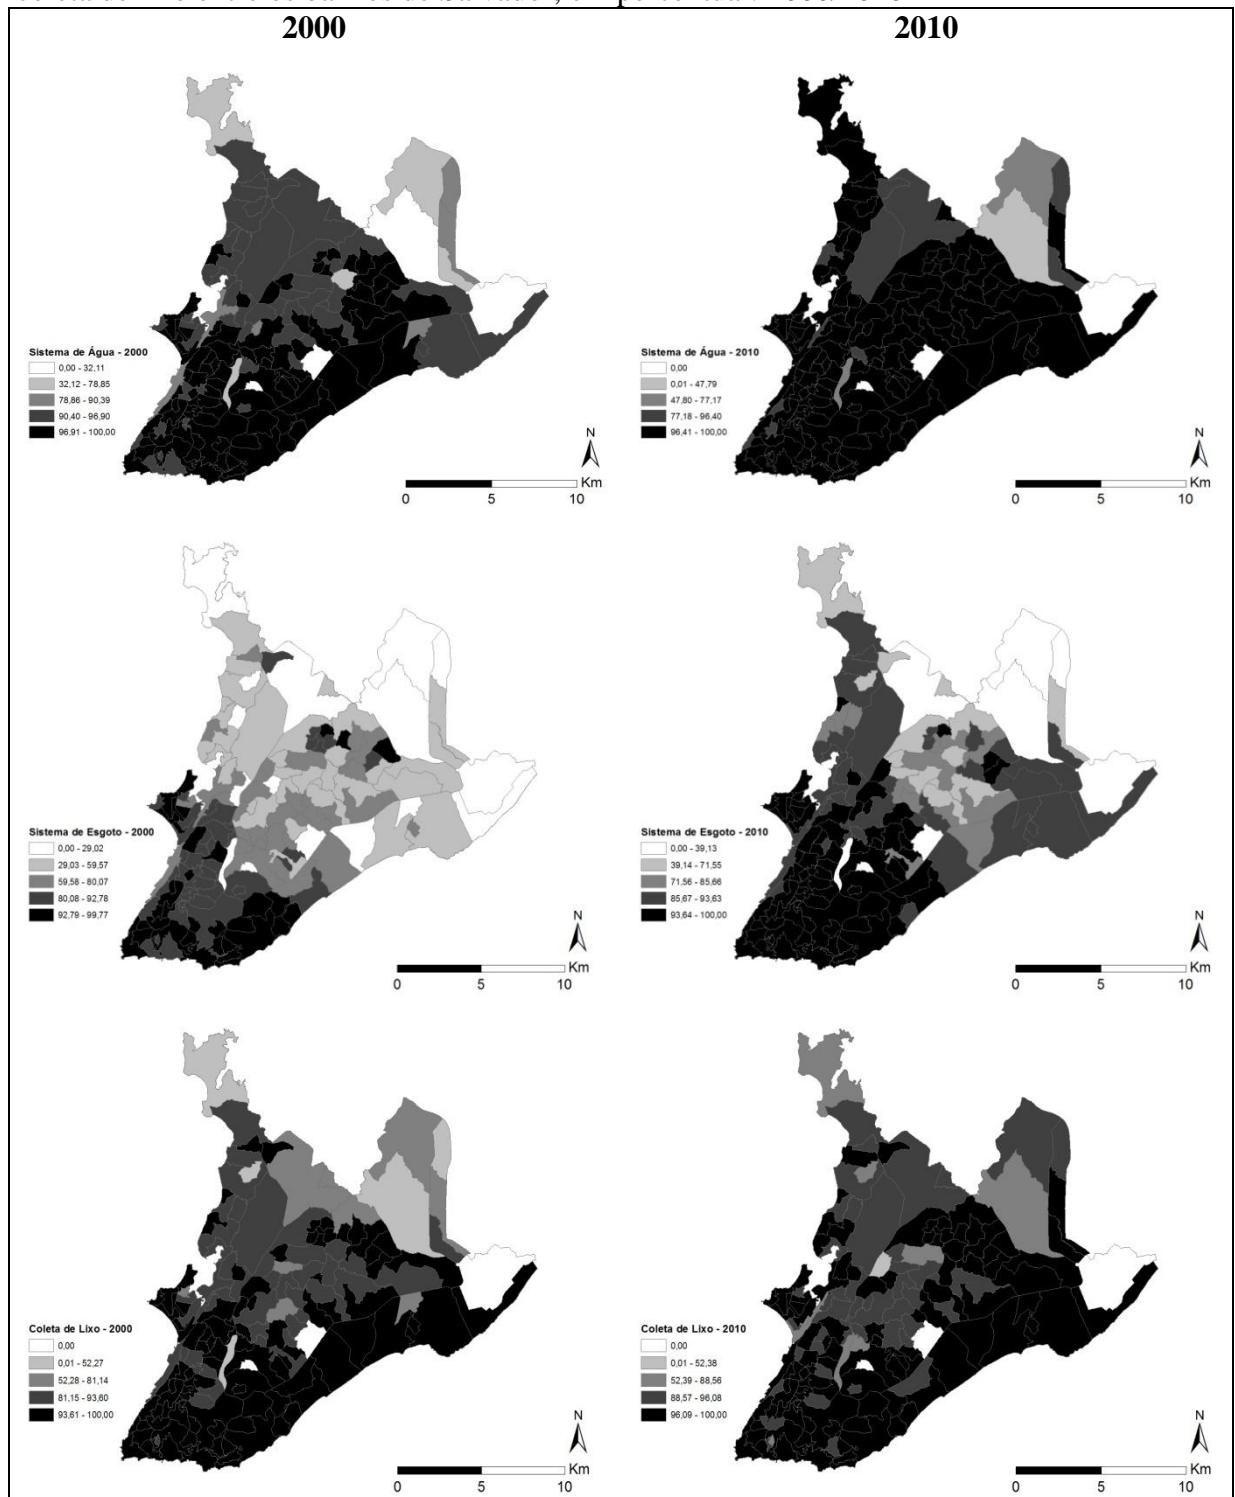 2000 2010
Sistema de Água - 2000
0,00 - 32,11
32,12 - 78,85
78,86 - 90,39
90,40 - 96,90
96,91 - 100,00
N
Km
0 5 10
Sistema de Água - 2010
0,00
0,01 - 47,79
47,80 - 77,17
77,18 - 96,40
96,41 - 100,00
N
Km
0 5 10
Sistema de Esgoto - 2000
0,00 - 29,02
29,03 - 59,57
59,58 - 80,07
80,08 - 92,78
92,79 - 99,77
N
Km
0 5 10
Sistema de Esgoto - 2010
0,00 - 39,13
39,14 - 71,55
71,56 - 85,66
85,67 - 93,63
93,64 - 100,00
N
Km
0 5 10
Coleta de Lixo - 2000
0,00
0,01 - 52,27
52,28 - 81,14
81,15 - 93,60
93,61 - 100,00
N
Km
0 5 10
Coleta de Lixo - 2010
0,00
0,01 - 52,38
52,39 - 88,56
88,57 - 96,08
96,09 - 100,00
N
Km
0 5 10